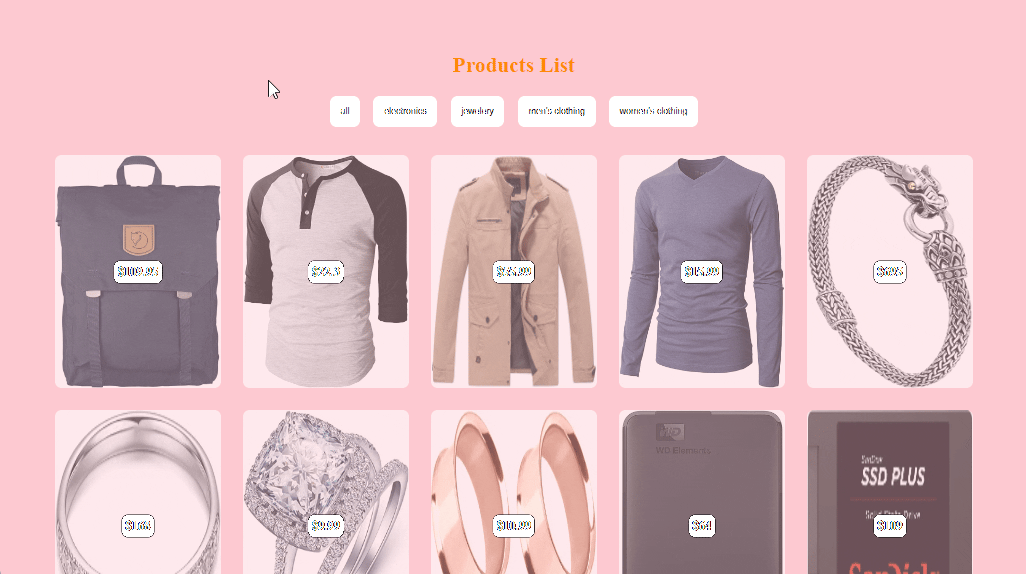 Products List
all
electronics
jewelery
men's clothing
women's clothing
$109.95
$22.3
$55.99
$15.99
$695
$168
$9.99
$10.99
$64
$109
WD Elements
SanDisk
SSD PLUS
Solid State Drive
SanDisk